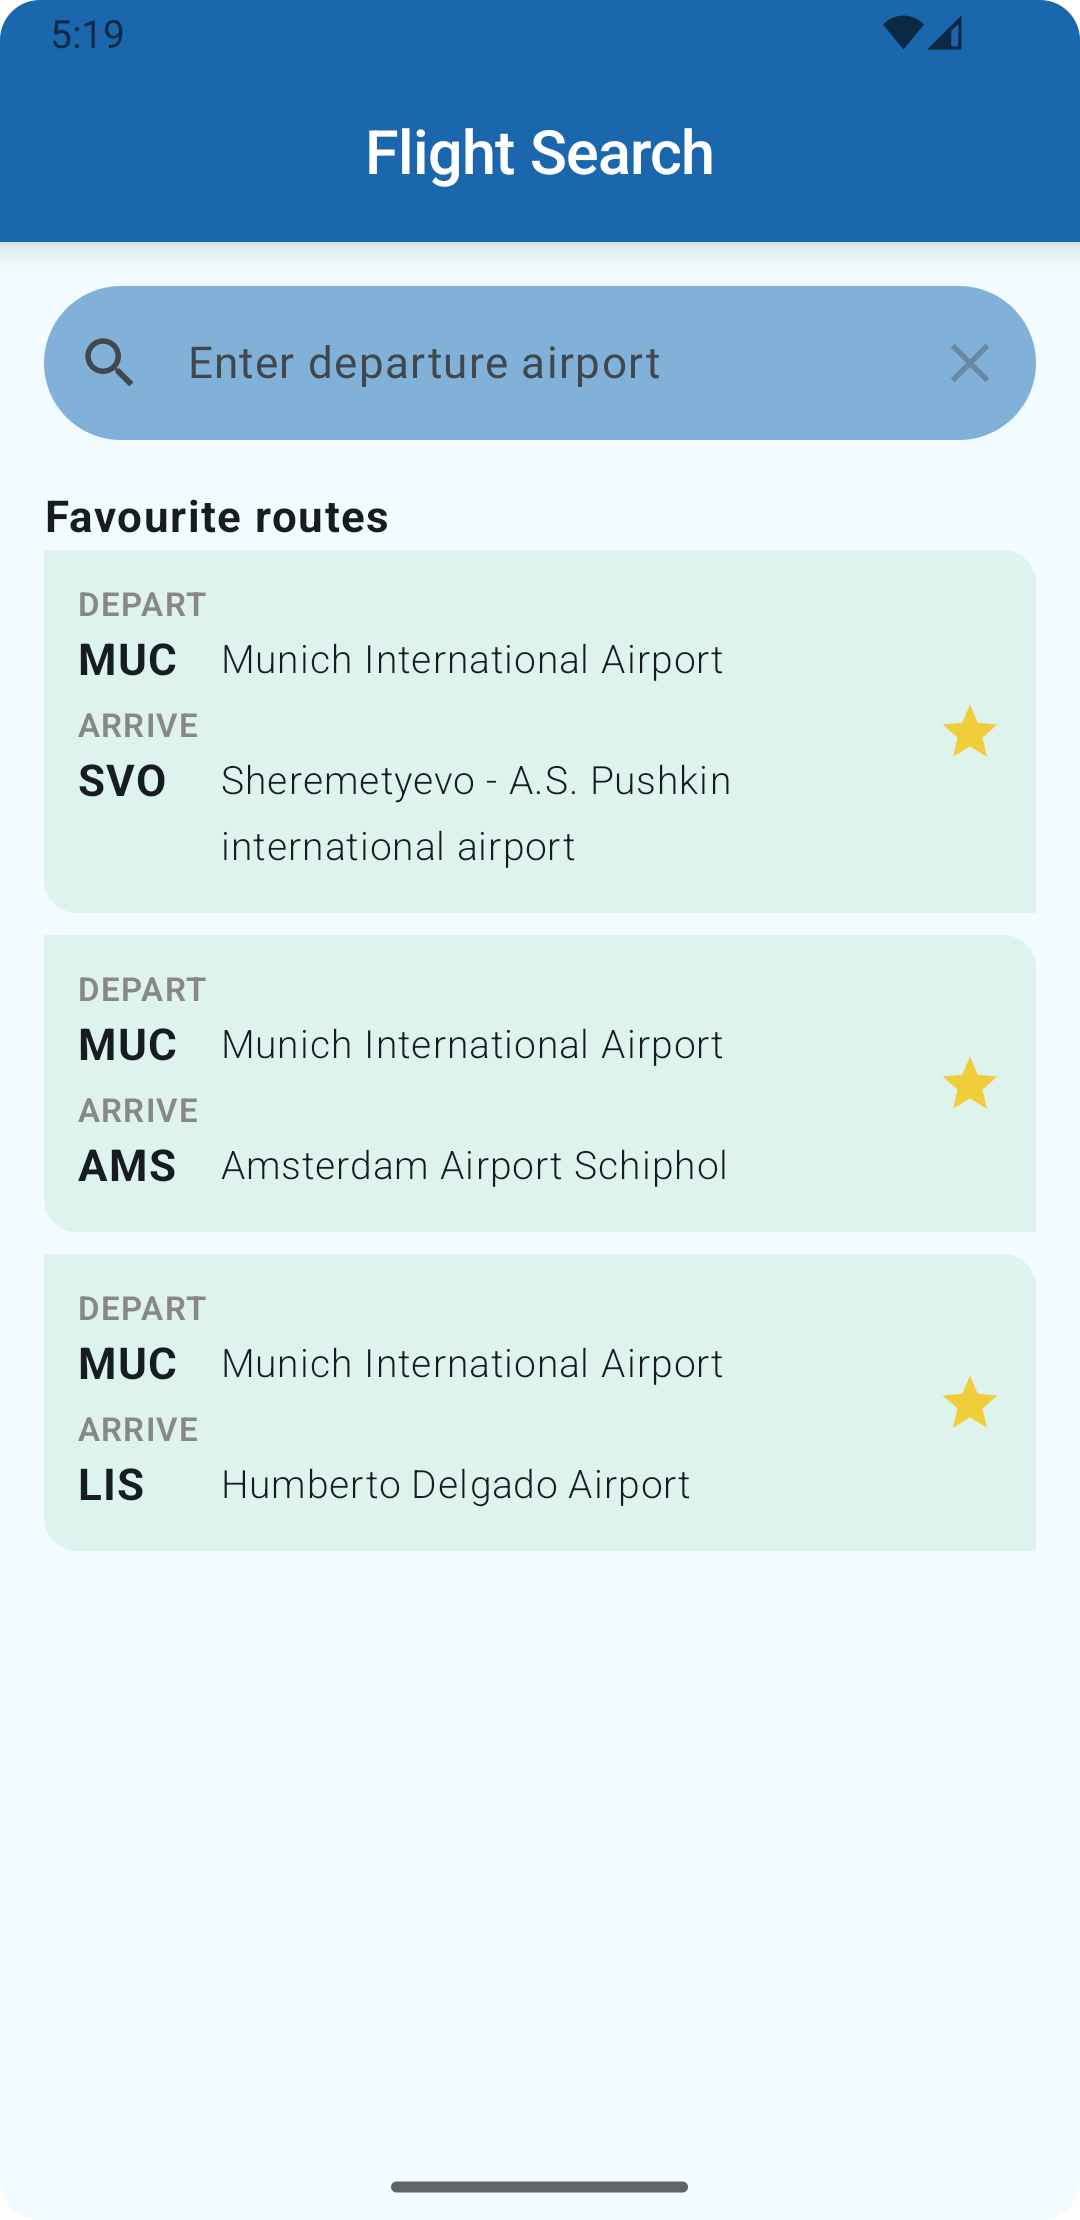 5:19
Flight Search
Enter departure airport
Favourite routes
DEPART
MUC Munich International Airport
ARRIVE
SVO Sheremetyevo - A.S. Pushkin
international airport
DEPART
MUC Munich International Airport
ARRIVE
AMS Amsterdam Airport Schiphol
DEPART
MUC Munich International Airport
ARRIVE
LIS Humberto Delgado Airport